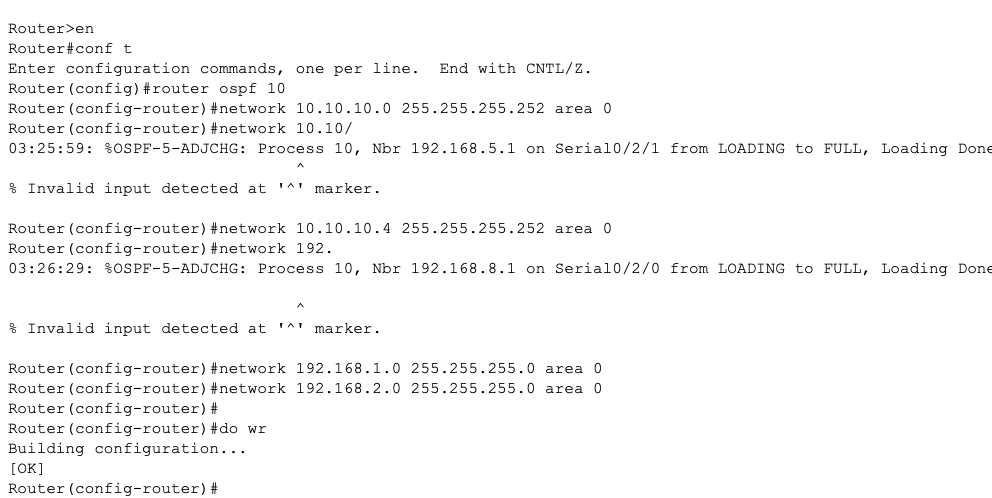 Router>en
Router#conf t
Enter configuration commands, one per line.  End with CNTL/Z.
Router(config)#router ospf 10
Router(config-router)#network 10.10.10.0 255.255.255.252 area 0
Router(config-router)#network 10.10/
03:25:59: %OSPF-5-ADJCHG: Process 10, Nbr 192.168.5.1 on Serial0/2/1 from LOADING to FULL, Loading Done
^
% Invalid input detected at '^' marker.
Router(config-router)#network 10.10.10.4 255.255.255.252 area 0
Router(config-router)#network 192.
03:26:29: %OSPF-5-ADJCHG: Process 10, Nbr 192.168.8.1 on Serial0/2/0 from LOADING to FULL, Loading Done
^
% Invalid input detected at '^' marker.
Router(config-router)#network 192.168.1.0 255.255.255.0 area 0
Router(config-router)#network 192.168.2.0 255.255.255.0 area 0
Router(config-router)#
Router(config-router)#do wr
Building configuration...
[OK]
Router(config-router)#